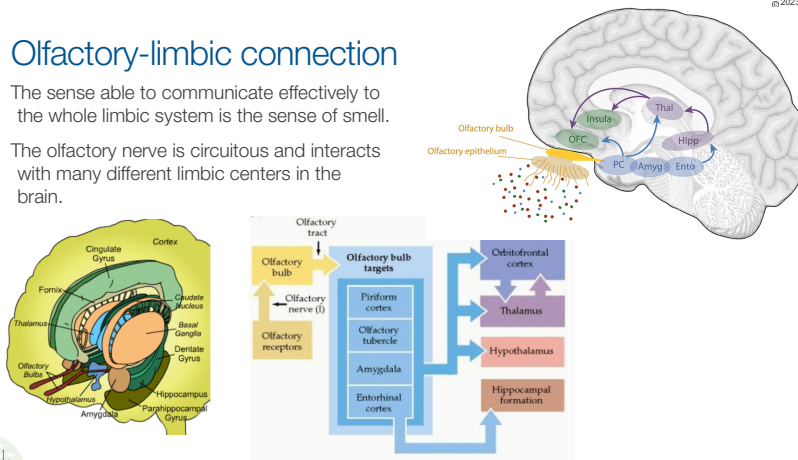 © 2023
Olfactory-limbic connection
The sense able to communicate effectively to
the whole limbic system is the sense of smell.
The olfactory nerve is circuitous and interacts
with many different limbic centers in the
brain.
Thal
Insula
Olfactory bulb
OFC
Hipp
Olfactory epithelium
PC
Amyg
Ento
Cortex
Cingulate
Gyrus
Fornix
Caudate
Nucleus
Thalamus
Basal
Ganglia
Dentate
Gyrus
Olfactory
Bulbs
Hypothalamus
Hippocampus
Amygdala
Parahippocampal
Gyrus
Olfactory
tract
Olfactory
bulb
Olfactory bulb
targets
Orbitofrontal
cortex
Olfactory
nerve (I)
Piriform
cortex
Thalamus
Olfactory
receptors
Olfactory
tubercle
Hypothalamus
Amygdala
Entorhinal
cortex
Hippocampal
formation